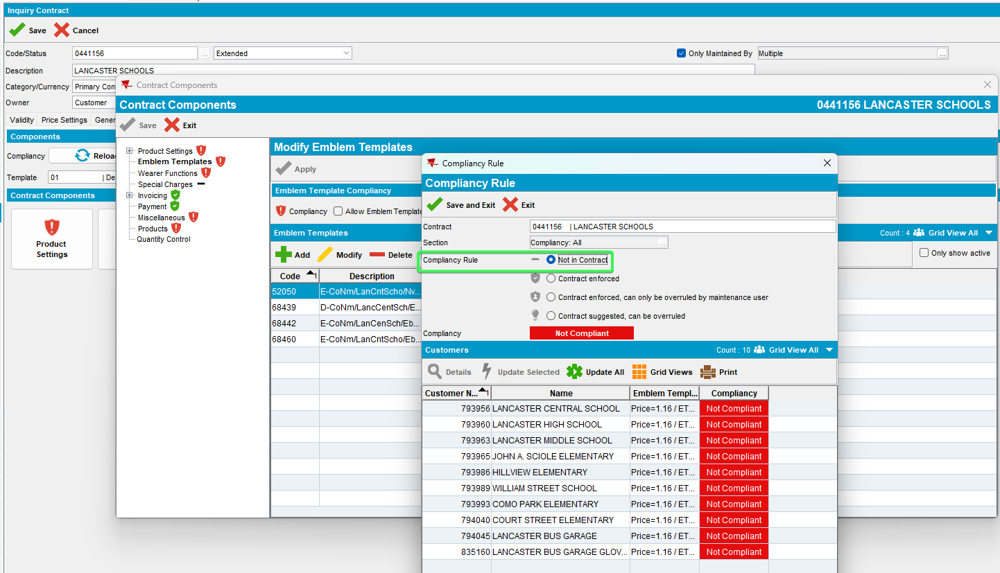 Inquiry Contract
Save Cancel
Code/Status 0441156 ... Extended Only Maintained By Multiple ...
Description LANCASTER SCHOOLS
Category/Currency Primary Con
Owner Customer
Validity Price Settings Gener
Components
Compliancy Reloa
Template 01 | De
Contract Components
Product
Settings
Contract Components
Contract Components 0441156 LANCASTER SCHOOLS
Save Exit
Product Settings
Emblem Templates
Wearer Functions
Special Charges
Invoicing
Payment
Miscellaneous
Products
Quantity Control
Modify Emblem Templates
Apply
Emblem Template Compliancy
Compliancy Allow Emblem Template
Emblem Templates Count : 4 Grid View All
Add Modify Delete Only show active
Code 1 Description
52050 E-CoNm/LanCntScho/Nv...
68439 D-CoNm/LancCentSch/E...
68442 E-CoNm/LanCenSch/Eb...
68460 E-CoNm/LanCntScho/Eb...
Compliancy Rule
Compliancy Rule
Save and Exit Exit
Contract 0441156 | LANCASTER SCHOOLS
Section Compliancy: All ...
Compliancy Rule Not in Contract
Contract enforced
Contract enforced, can only be overruled by maintenance user
Contract suggested, can be overruled
Compliancy Not Compliant
Customers Count : 10 Grid View All
Details Update Selected Update All Grid Views Print
Customer N... 1 Name Emblem Templ... Compliancy
793956 LANCASTER CENTRAL SCHOOL Price=1.16 / ET... Not Compliant
793960 LANCASTER HIGH SCHOOL Price=1.16 / ET... Not Compliant
793963 LANCASTER MIDDLE SCHOOL Price=1.16 / ET... Not Compliant
793965 JOHN A. SCIOLE ELEMENTARY Price=1.16 / ET... Not Compliant
793986 HILLVIEW ELEMENTARY Price=1.16 / ET... Not Compliant
793989 WILLIAM STREET SCHOOL Price=1.16 / ET... Not Compliant
793993 COMO PARK ELEMENTARY Price=1.16 / ET... Not Compliant
794040 COURT STREET ELEMENTARY Price=1.16 / ET... Not Compliant
794045 LANCASTER BUS GARAGE Price=1.16 / ET... Not Compliant
835160 LANCASTER BUS GARAGE GLOV... Price=1.16 / ET... Not Compliant